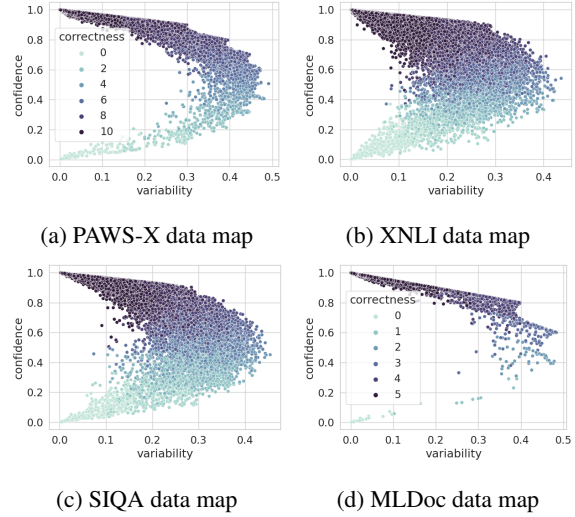 1.0
0.8
0.6
0.4
0.2
0.0
confidence
correctness
0
2
4
6
8
10
0.0 0.1 0.2 0.3 0.4 0.5
variability
(a) PAWS-X data map
1.0
0.8
0.6
0.4
0.2
0.0
confidence
0.0 0.1 0.2 0.3 0.4
variability
(b) XNLI data map
1.0
0.8
0.6
0.4
0.2
0.0
confidence
0.0 0.1 0.2 0.3 0.4
variability
(c) SIQA data map
1.0
0.8
0.6
0.4
0.2
0.0
confidence
correctness
0
1
2
3
4
5
0.0 0.1 0.2 0.3 0.4 0.5
variability
(d) MLDoc data map